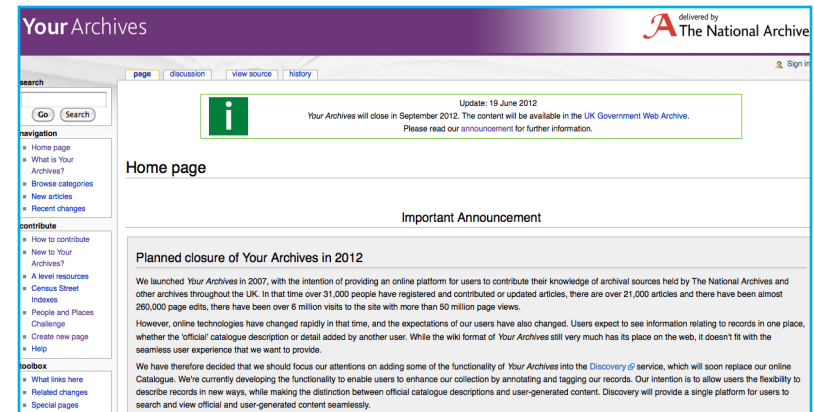 Your Archives
delivered by
The National Archive
Sign in
page discussion view source history
search
Go Search
navigation
Home page
What is Your
Archives?
Browse categories
New articles
Recent changes
contribute
How to contribute
New to Your
Archives?
A level resources
Census Street
Indexes
People and Places
Challenge
Create new page
Help
toolbox
What links here
Related changes
Special pages
i
Update: 19 June 2012
Your Archives will close in September 2012. The content will be available in the UK Government Web Archive.
Please read our announcement for further information.
Home page
Important Announcement
Planned closure of Your Archives in 2012
We launched Your Archives in 2007, with the intention of providing an online platform for users to contribute their knowledge of archival sources held by The National Archives and
other archives throughout the UK. In that time over 31,000 people have registered and contributed or updated articles, there are over 21,000 articles and there have been almost
260,000 page edits, there have been over 6 million visits to the site with more than 50 million page views.
However, online technologies have changed rapidly in that time, and the expectations of our users have also changed. Users expect to see information relating to records in one place,
whether the 'official' catalogue description or detail added by another user. While the wiki format of Your Archives still very much has its place on the web, it doesn't fit with the
seamless user experience that we want to provide.
We have therefore decided that we should focus our attentions on adding some of the functionality of Your Archives into the Discovery service, which will soon replace our online
Catalogue. We're currently developing the functionality to enable users to enhance our collection by annotating and tagging our records. Our intention is to allow users the flexibility to
describe records in new ways, while making the distinction between official catalogue descriptions and user-generated content. Discovery will provide a single platform for users to
search and view official and user-generated content seamlessly.